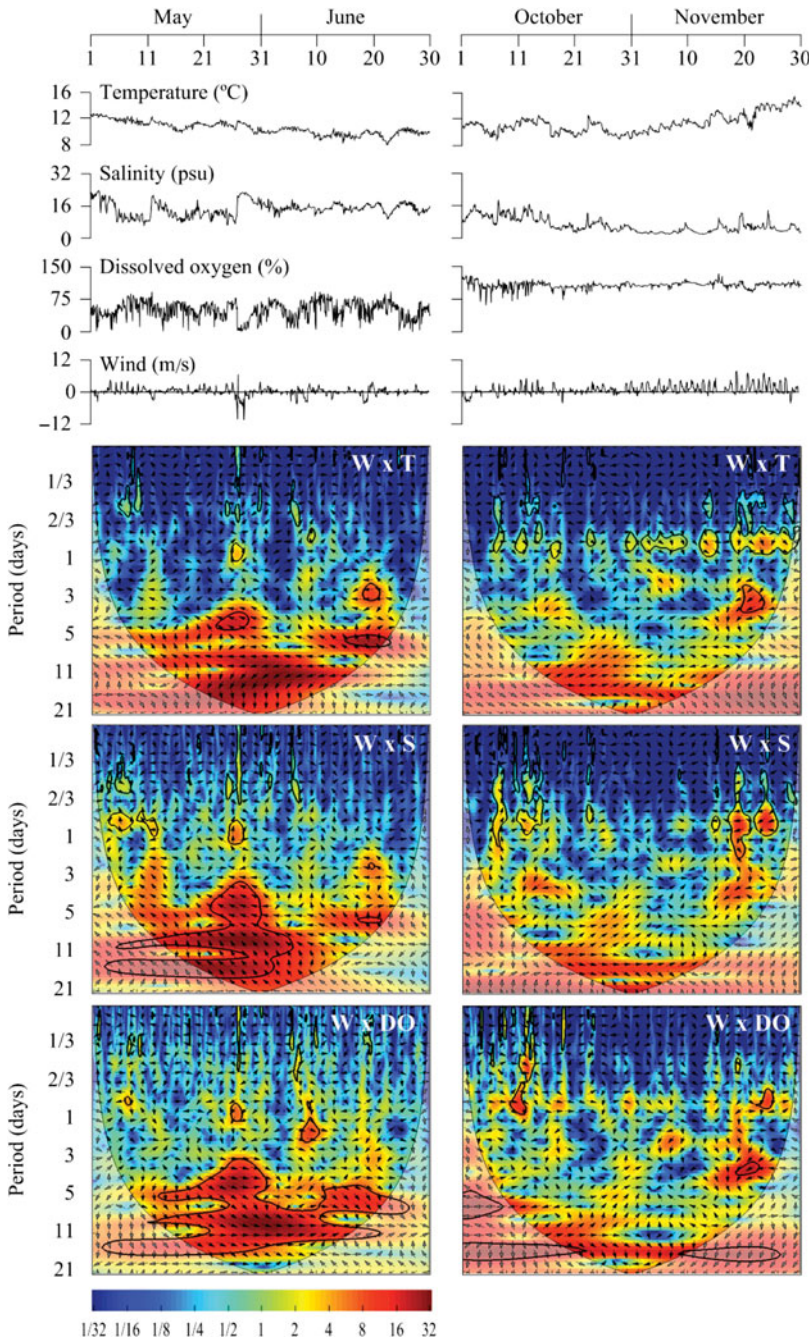 May June October November
1 11 21 31 10 20 30 1 11 21 31 10 20 30
Temperature (ºC)
16
12
8
Salinity (psu)
32
16
0
Dissolved oxygen (%)
150
75
0
Wind (m/s)
12
0
−12
W x T W x T
Period (days)
1/3
2/3
1
3
5
11
21
W x S W x S
Period (days)
1/3
2/3
1
3
5
11
21
W x DO W x DO
Period (days)
1/3
2/3
1
3
5
11
21
1/32 1/16 1/8 1/4 1/2 1 2 4 8 16 32